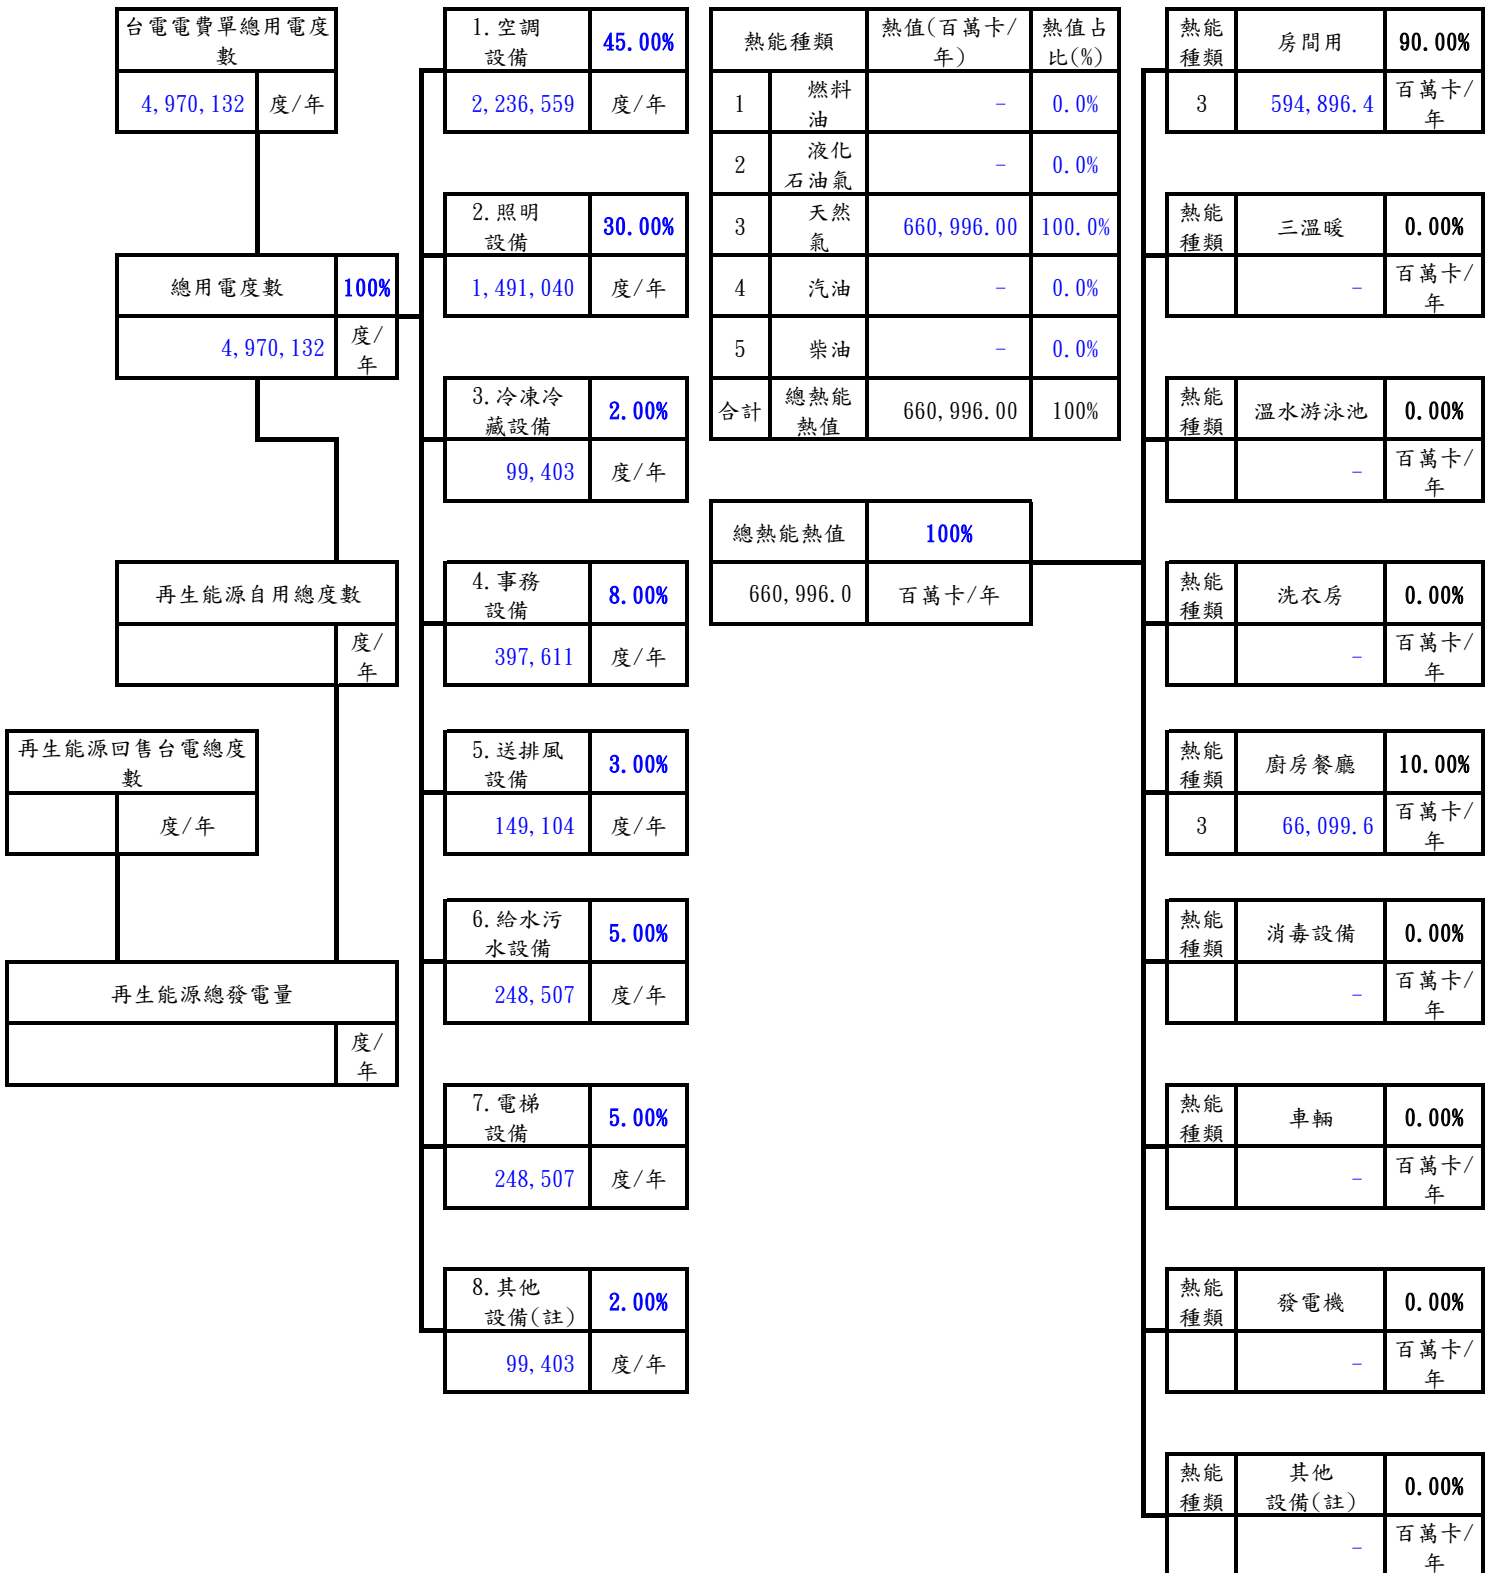 台電電費單總用電度
數
4,970,132 度/年
總用電度數 100%
4,970,132 度/
年
再生能源自用總度數
度/
年
再生能源回售台電總度
數
度/年
再生能源總發電量
度/
年
1.空調
設備 45.00%
2,236,559 度/年
2.照明
設備 30.00%
1,491,040 度/年
3.冷凍冷
藏設備 2.00%
99,403 度/年
4.事務
設備 8.00%
397,611 度/年
5.送排風
設備 3.00%
149,104 度/年
6.給水污
水設備 5.00%
248,507 度/年
7.電梯
設備 5.00%
248,507 度/年
8.其他
設備(註) 2.00%
99,403 度/年
熱能種類 熱值(百萬卡/
年) 熱值占
比(%)
1 燃料
油 - 0.0%
2 液化
石油氣 - 0.0%
3 天然
氣 660,996.00 100.0%
4 汽油 - 0.0%
5 柴油 - 0.0%
合計 總熱能
熱值 660,996.00 100%
總熱能熱值 100%
660,996.0 百萬卡/年
熱能
種類 房間用 90.00%
3 594,896.4 百萬卡/
年
熱能
種類 三溫暖 0.00%
- 百萬卡/
年
熱能
種類 溫水游泳池 0.00%
- 百萬卡/
年
熱能
種類 洗衣房 0.00%
- 百萬卡/
年
熱能
種類 廚房餐廳 10.00%
3 66,099.6 百萬卡/
年
熱能
種類 消毒設備 0.00%
- 百萬卡/
年
熱能
種類 車輛 0.00%
- 百萬卡/
年
熱能
種類 發電機 0.00%
- 百萬卡/
年
熱能
種類 其他
設備(註) 0.00%
- 百萬卡/
年